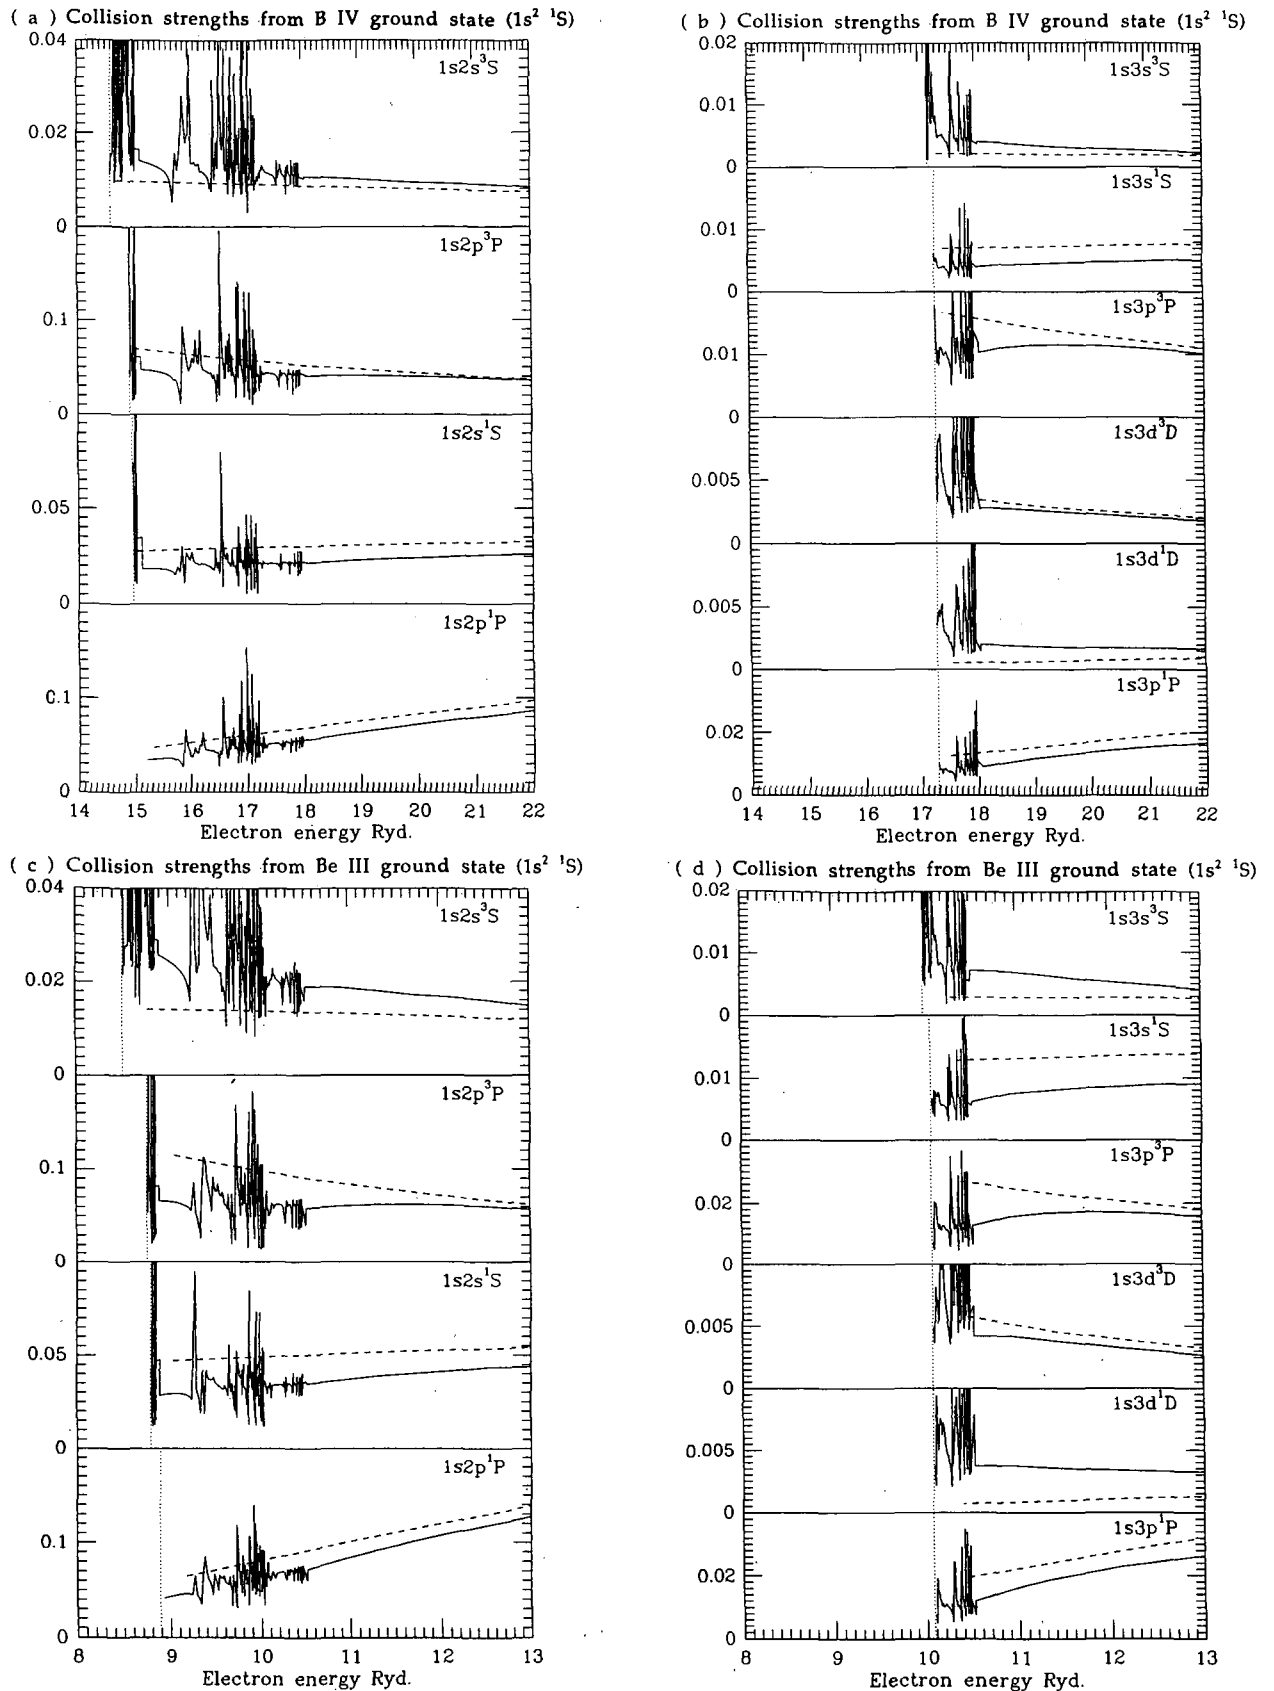 ( a ) Collision strengths from B IV ground state (1s² ¹S)
0.04
1s2s³S
0.02
0
1s2p³P
0.1
0
1s2s¹S
0.05
0
1s2p¹P
0.1
0
14 15 16 17 18 19 20 21 22
Electron energy Ryd.
( b ) Collision strengths from B IV ground state (1s² ¹S)
0.02
1s3s³S
0.01
0
1s3s¹S
0.01
0
1s3p³P
0.01
0
1s3d³D
0.005
0
1s3d¹D
0.005
0
1s3p¹P
0.02
0
14 15 16 17 18 19 20 21 22
Electron energy Ryd.
( c ) Collision strengths from Be III ground state (1s² ¹S)
0.04
1s2s³S
0.02
0
1s2p³P
0.1
0
1s2s¹S
0.05
0
1s2p¹P
0.1
0
8 9 10 11 12 13
Electron energy Ryd.
( d ) Collision strengths from Be III ground state (1s² ¹S)
0.02
1s3s³S
0.01
0
1s3s¹S
0.01
0
1s3p³P
0.02
0
1s3d³D
0.005
0
1s3d¹D
0.005
0
1s3p¹P
0.02
0
8 9 10 11 12 13
Electron energy Ryd.